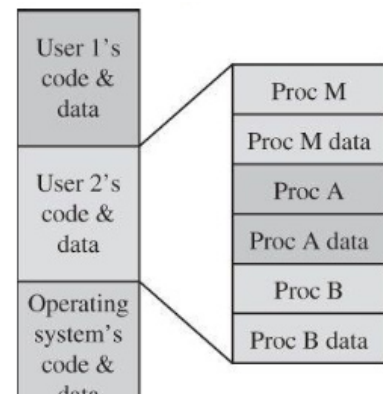 User 1's
code &
data
User 2's
code &
data
Operating
system's
code &
data
Proc M
Proc M data
Proc A
Proc A data
Proc B
Proc B data